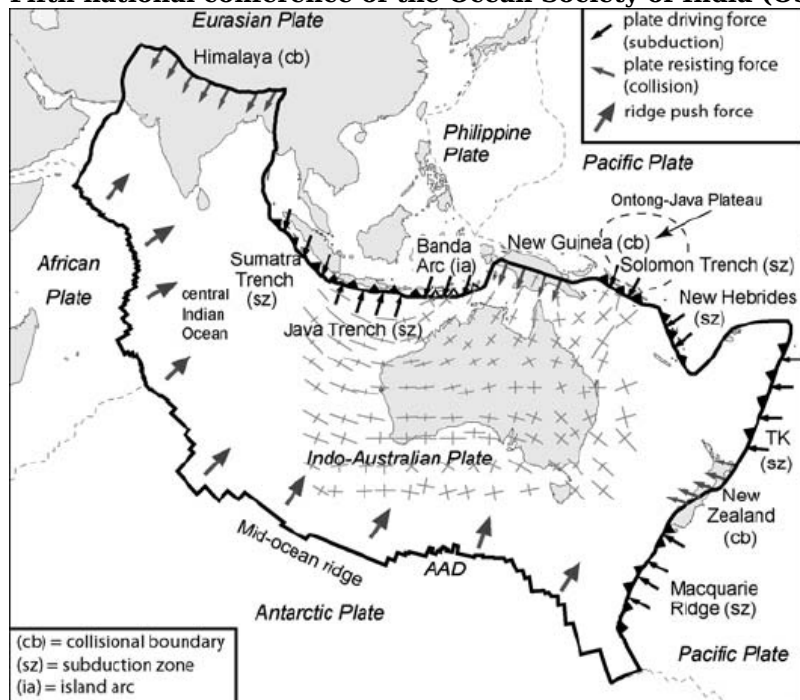 Fifth national conference of the Ocean Society of India
Eurasian Plate
Himalaya (cb)
plate driving force
(subduction)
plate resisting force
(collision)
ridge push force
Philippine
Plate
Pacific Plate
Ontong-Java Plateau
African
Plate
central
Indian
Ocean
Sumatra
Trench
(sz)
Banda
Arc (ia)
New Guinea (cb)
Solomon Trench (sz)
New Hebrides
(sz)
Java Trench (sz)
TK
(sz)
Indo-Australian Plate
New
Zealand
(cb)
Mid-ocean ridge
AAD
Macquarie
Ridge (sz)
Antarctic Plate
Pacific Plate
(cb) = collisional boundary
(sz) = subduction zone
(ia) = island arc